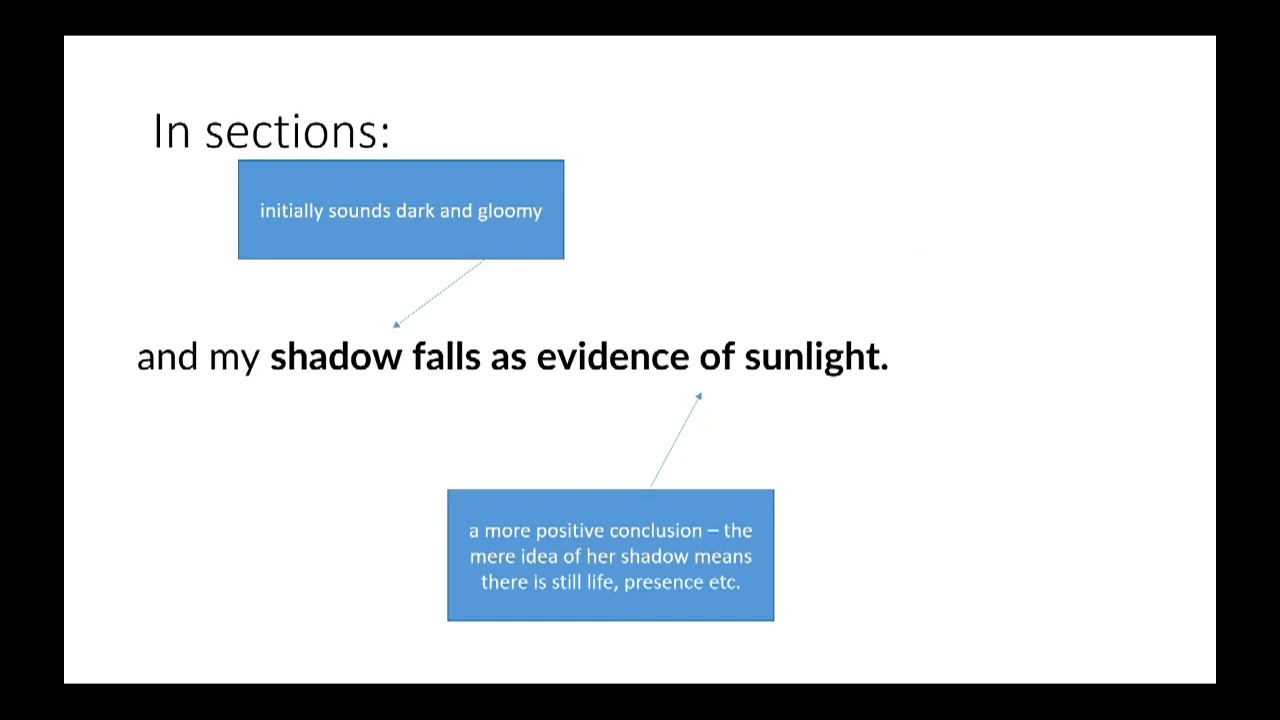 In sections:
initially sounds dark and gloomy
and my shadow falls as evidence of sunlight.
a more positive conclusion – the
mere idea of her shadow means
there is still life, presence etc.